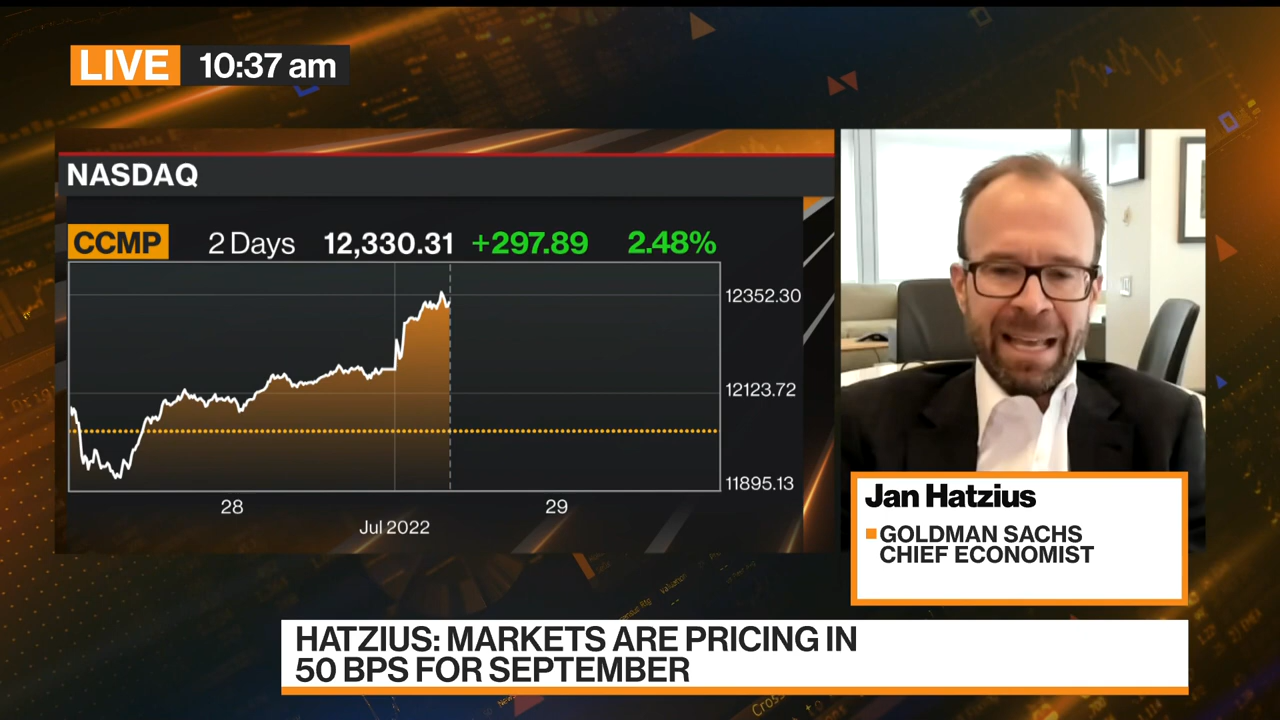 LIVE 10:37 am
NASDAQ
CCMP 2 Days 12,330.31 +297.89 2.48%
12352.30
12123.72
11895.13
28 29
Jul 2022
Jan Hatzius
GOLDMAN SACHS
CHIEF ECONOMIST
HATZIUS: MARKETS ARE PRICING IN
50 BPS FOR SEPTEMBER